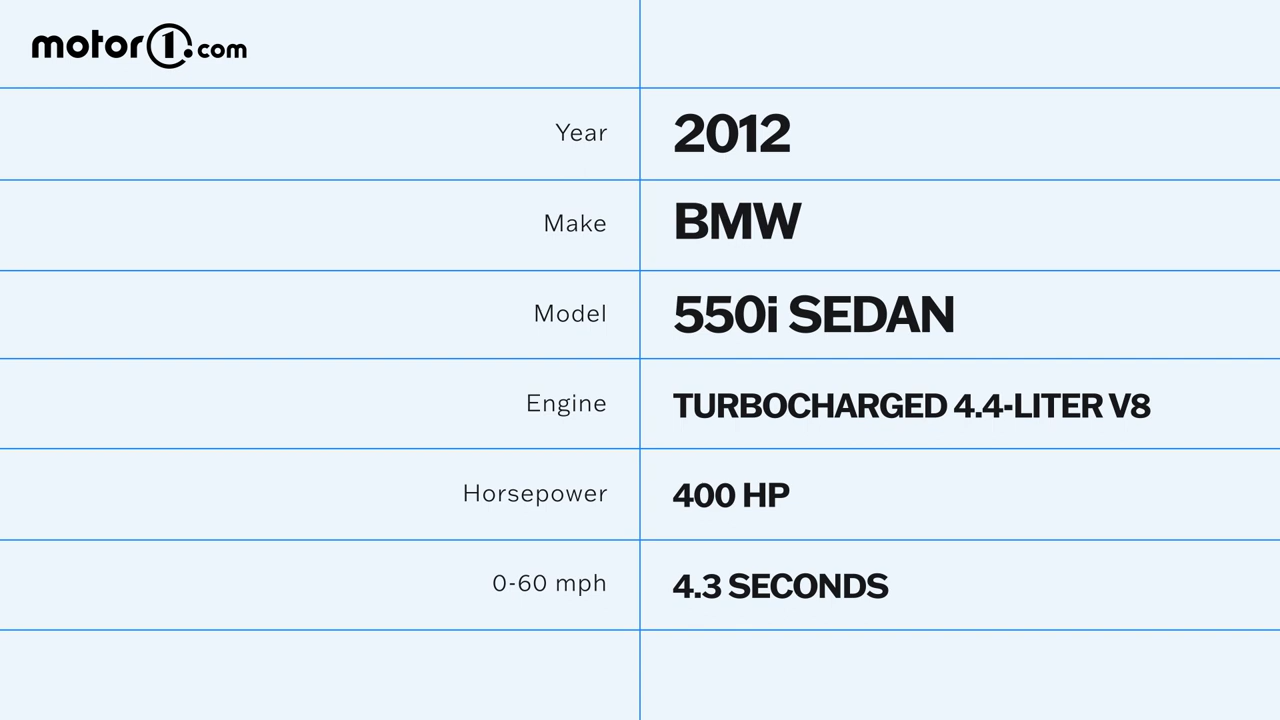 motor1.com
Year 2012
Make BMW
Model 550i SEDAN
Engine TURBOCHARGED 4.4-LITER V8
Horsepower 400 HP
0-60 mph 4.3 SECONDS